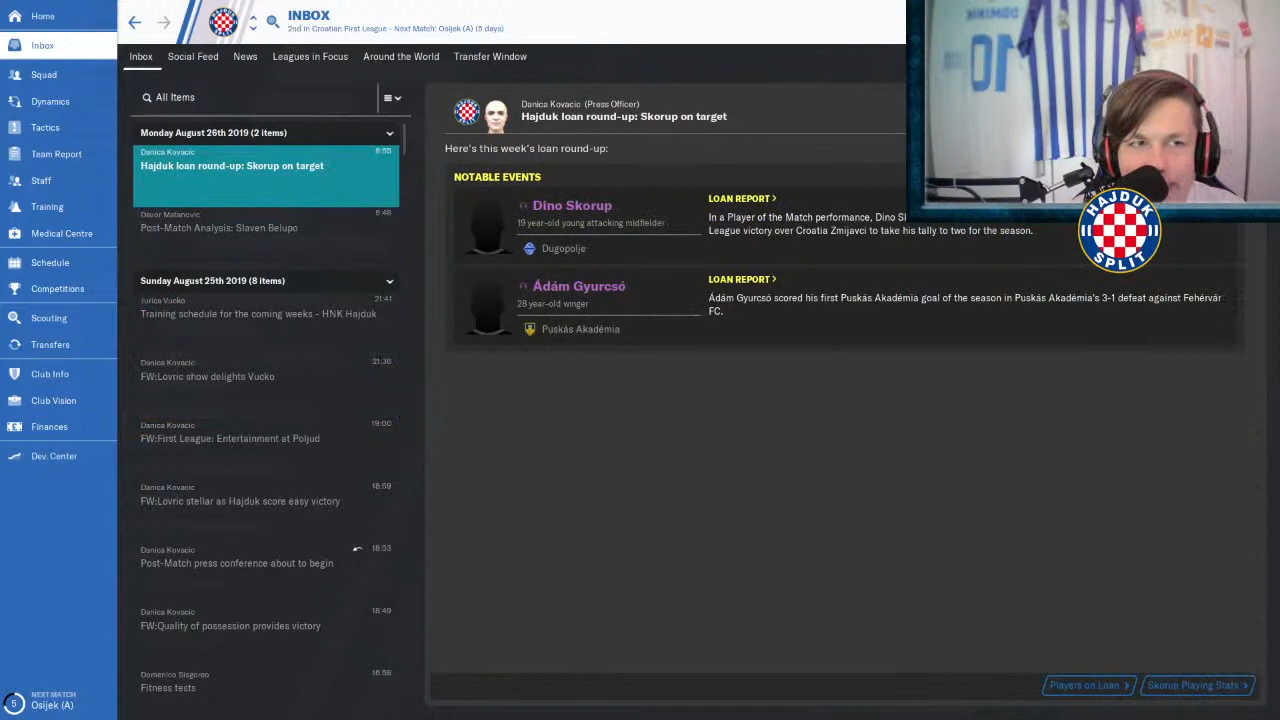 Home
Inbox
Squad
Dynamics
Tactics
Team Report
Staff
Training
Medical Centre
Schedule
Competitions
Scouting
Transfers
Club Info
Club Vision
Finances
Dev. Center
5
NEXT MATCH
Osijek (A)
INBOX
2nd in Croatian First League - Next Match: Osijek (A) (5 days)
Inbox Social Feed News Leagues in Focus Around the World Transfer Window
All Items
Monday August 26th 2019 (2 items)
Danica Kovacic 8:55
Hajduk loan round-up: Skorup on target
Davor Matanovic 8:48
Post-Match Analysis: Slaven Belupo
Sunday August 25th 2019 (8 items)
Jurica Vucko 21:41
Training schedule for the coming weeks - HNK Hajduk
Danica Kovacic 21:38
FW:Lovric show delights Vucko
Danica Kovacic 19:00
FW:First League: Entertainment at Poljud
Danica Kovacic 18:59
FW:Lovric stellar as Hajduk score easy victory
Danica Kovacic 18:53
Post-Match press conference about to begin
Danica Kovacic 18:49
FW:Quality of possession provides victory
Domenico Sisgoreo 16:58
Fitness tests
Danica Kovacic (Press Officer)
Hajduk loan round-up: Skorup on target
Here's this week's loan round-up:
NOTABLE EVENTS
Dino Skorup
19 year-old young attacking midfielder
Dugopolje
LOAN REPORT >
In a Player of the Match performance, Dino Sk
League victory over Croatia Zmijavci to take his tally to two for the season.
Ádám Gyurcsó
28 year-old winger
Puskás Akadémia
LOAN REPORT >
Ádám Gyurcsó scored his first Puskás Akadémia goal of the season in Puskás Akadémia's 3-1 defeat against Fehérvár
FC.
Players on Loan >
Skorup Playing Stats >
DOMINIK
10
HAJDUK
SPLIT